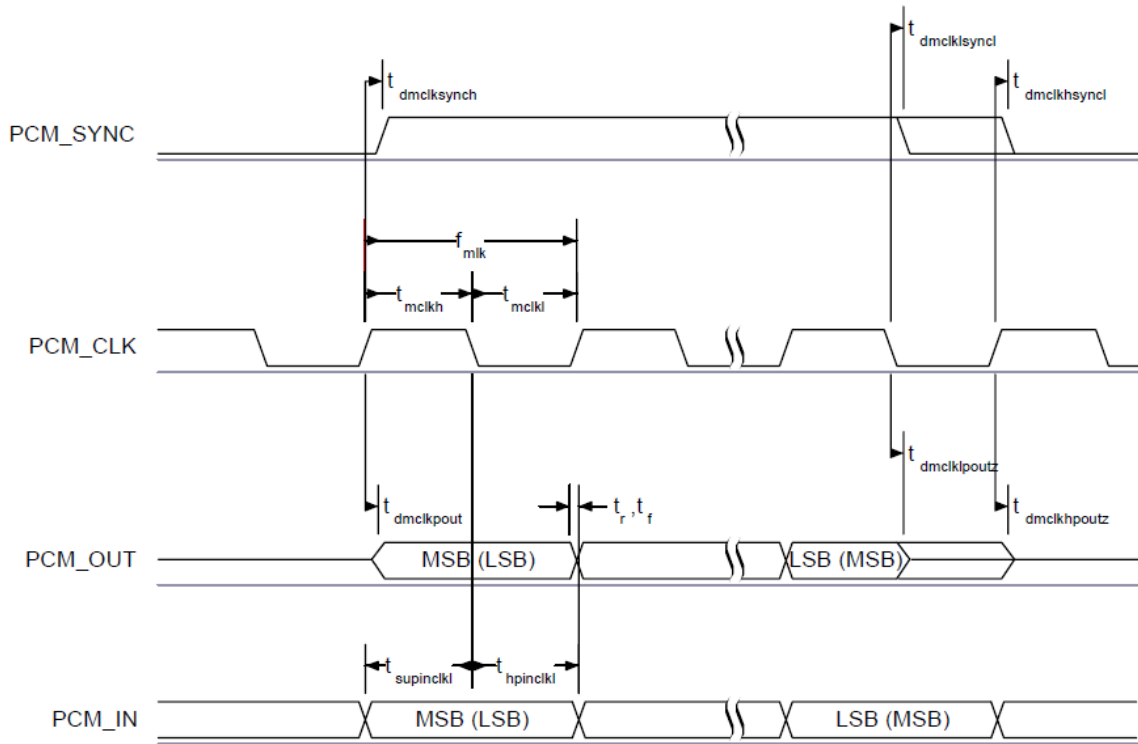 t dmclklsyncl
t dmclksynch
t dmclkhsyncl
PCM_SYNC
f mlk
t mclkh
t mclkl
PCM_CLK
t dmclklpoutz
t dmclkpout
t r ,t f
t dmclkhpoutz
PCM_OUT
MSB (LSB)
LSB (MSB)
t supinclkl
t hpinclkl
PCM_IN
MSB (LSB)
LSB (MSB)